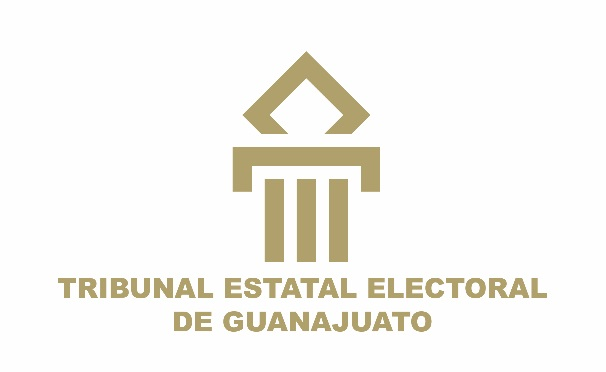 TRIBUNAL ESTATAL ELECTORAL
DE GUANAJUATO